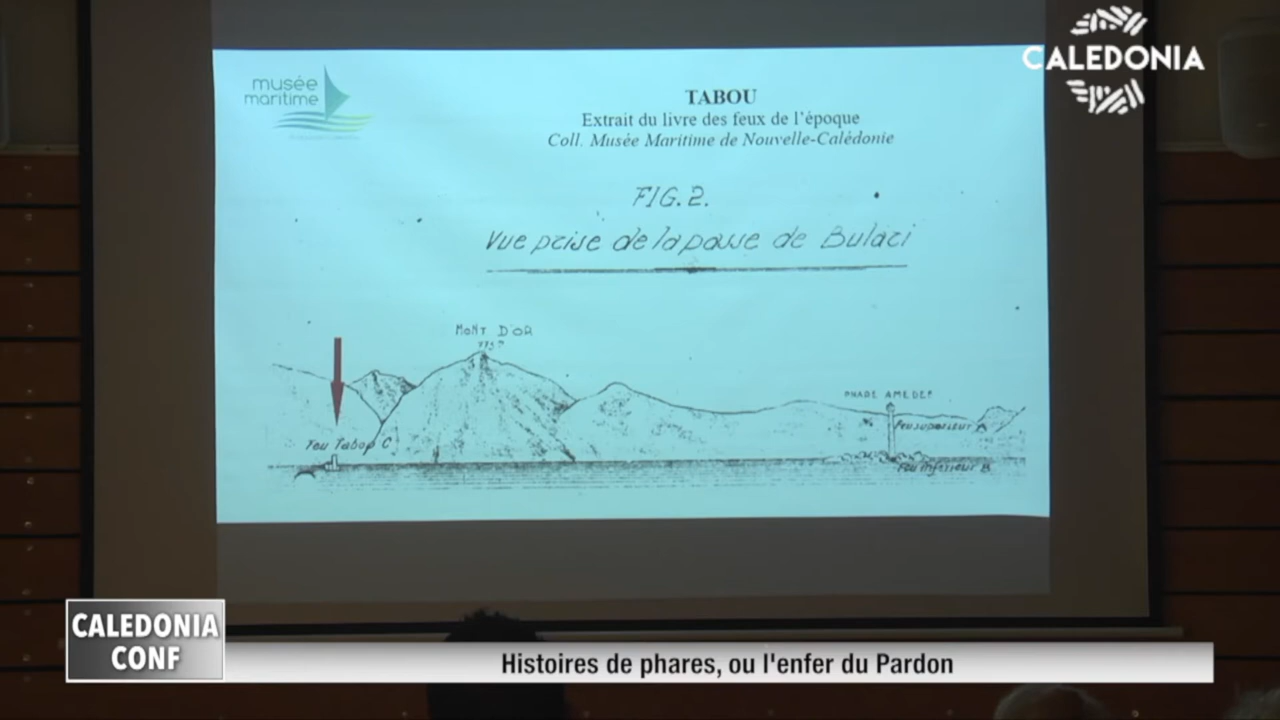 CALEDONIA
musée
maritime
TABOU
Extrait du livre des feux de l'époque
Coll. Musée Maritime de Nouvelle-Calédonie
FIG. 2.
Vue prise de la passe de Bulari
MONT D'OR
PHARE AMEDEE
Feu superieur A
Feu Tabou C
Feu inférieur B
CALEDONIA
CONF
Histoires de phares, ou l'enfer du Pardon